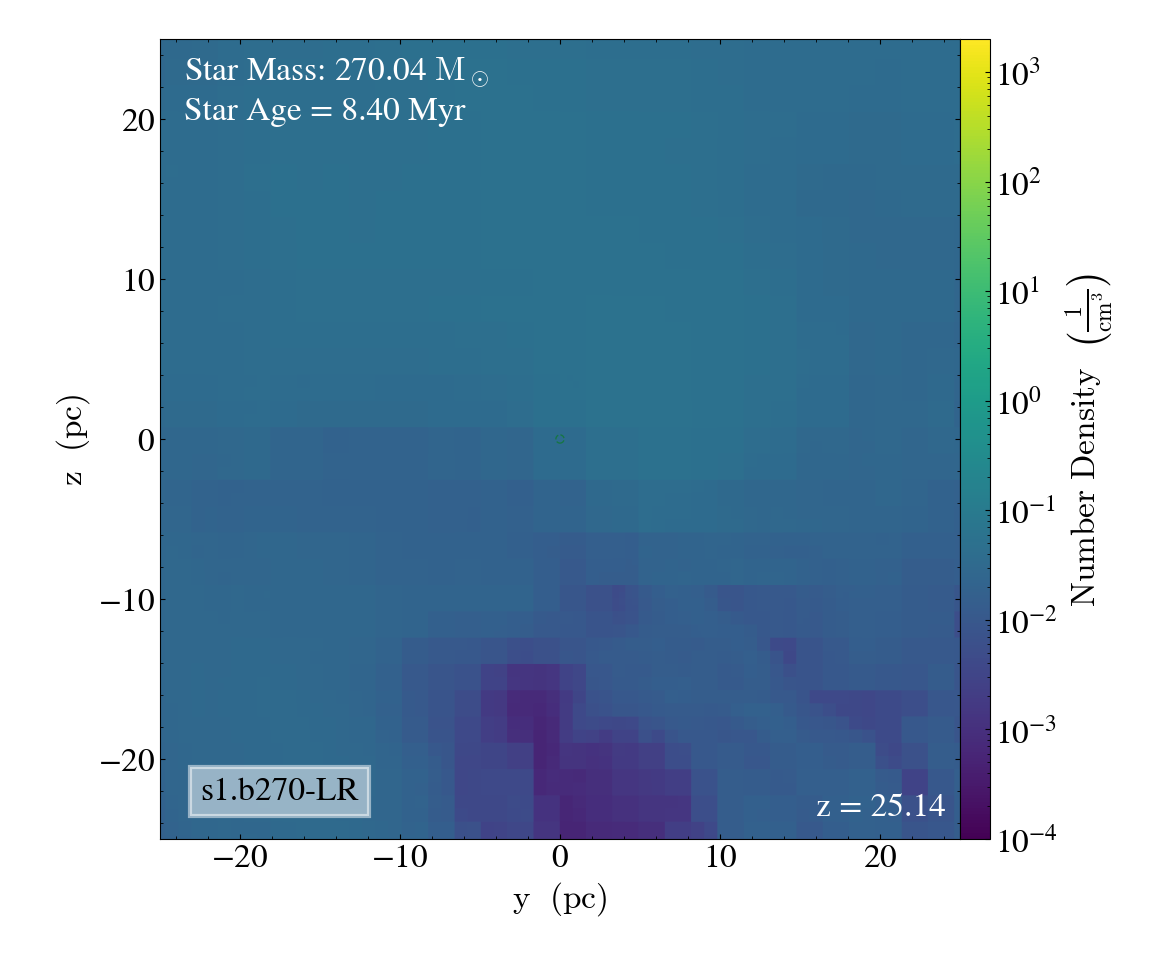 Star Mass: 270.04 M☉
Star Age = 8.40 Myr
s1.b270-LR
z = 25.14
20
10
0
−10
−20
z (pc)
−20 −10 0 10 20
y (pc)
10³
10²
10¹
10⁰
10⁻¹
10⁻²
10⁻³
10⁻⁴
Number Density (1/cm³)